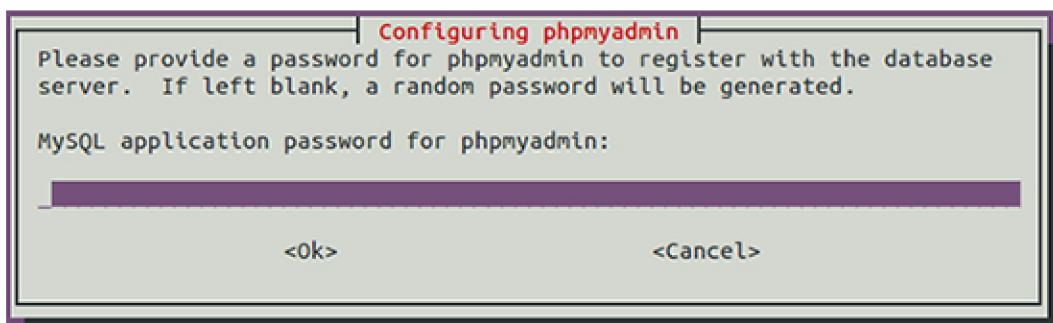 Configuring phpmyadmin
Please provide a password for phpmyadmin to register with the database
server.  If left blank, a random password will be generated.
MySQL application password for phpmyadmin:
_
<Ok> <Cancel>